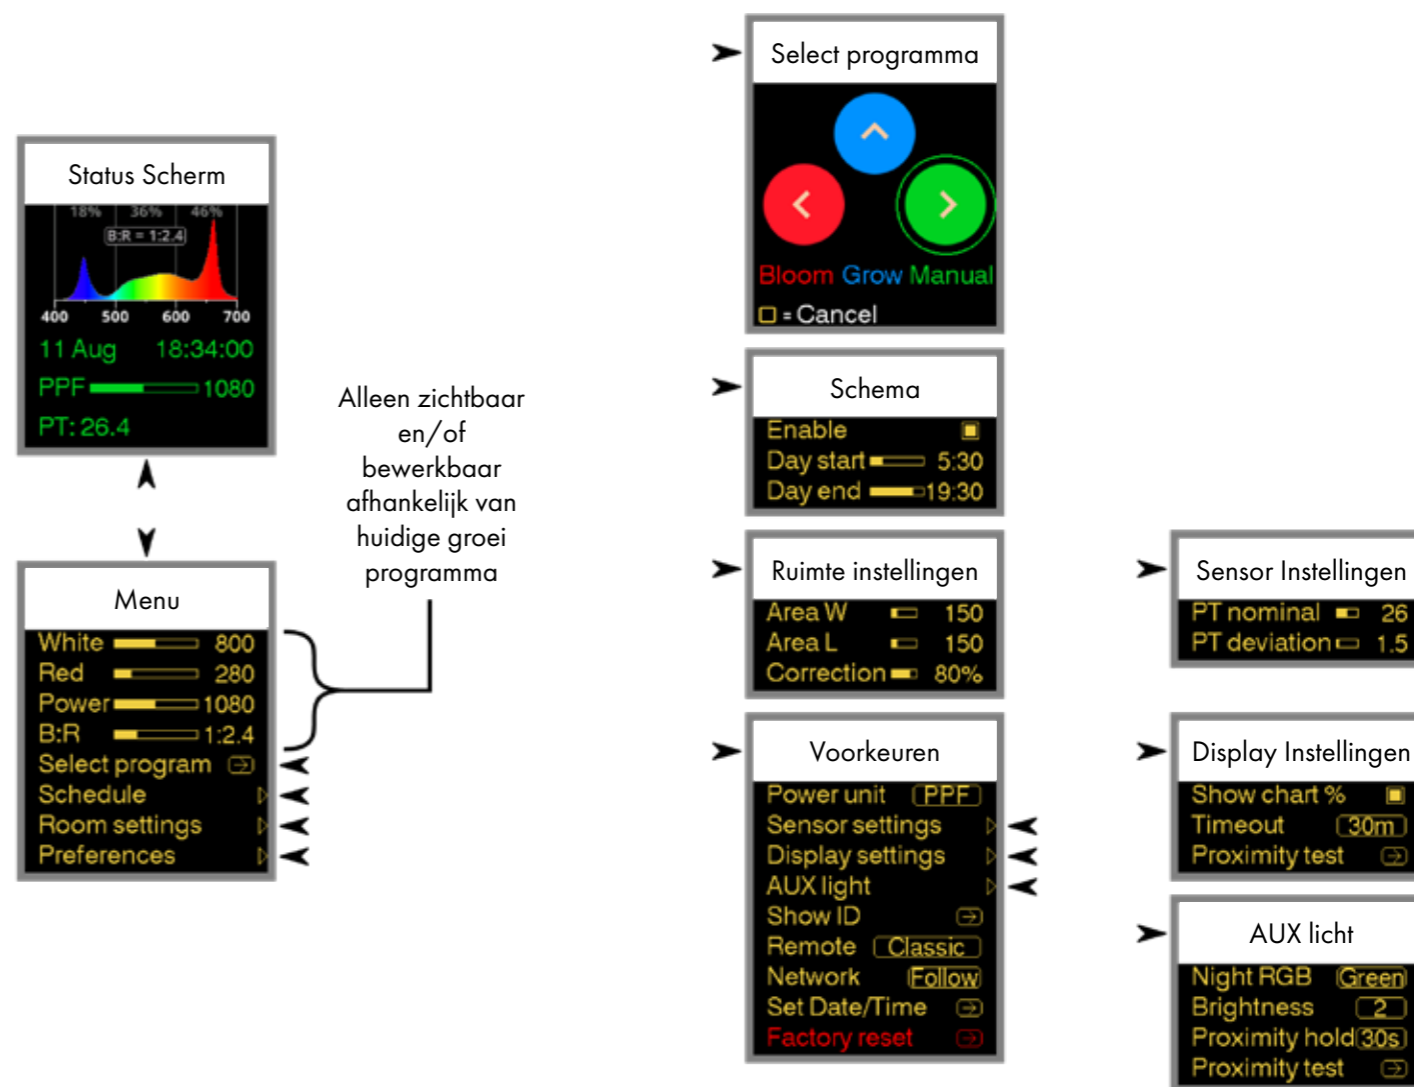 Status Scherm
18% 36% 46%
B:R = 1:2.4
400 500 600 700
11 Aug 18:34:00
PPF 1080
PT: 26.4
Menu
White 800
Red 280
Power 1080
B:R 1:2.4
Select program
Schedule
Room settings
Preferences
Alleen zichtbaar
en/of
bewerkbaar
afhankelijk van
huidige groei
programma
Select programma
Bloom Grow Manual
= Cancel
Schema
Enable
Day start 5:30
Day end 19:30
Ruimte instellingen
Area W 150
Area L 150
Correction 80%
Voorkeuren
Power unit PPF
Sensor settings
Display settings
AUX light
Show ID
Remote Classic
Network Follow
Set Date/Time
Factory reset
Sensor Instellingen
PT nominal 26
PT deviation 1.5
Display Instellingen
Show chart %
Timeout 30m
Proximity test
AUX licht
Night RGB Green
Brightness 2
Proximity hold 30s
Proximity test